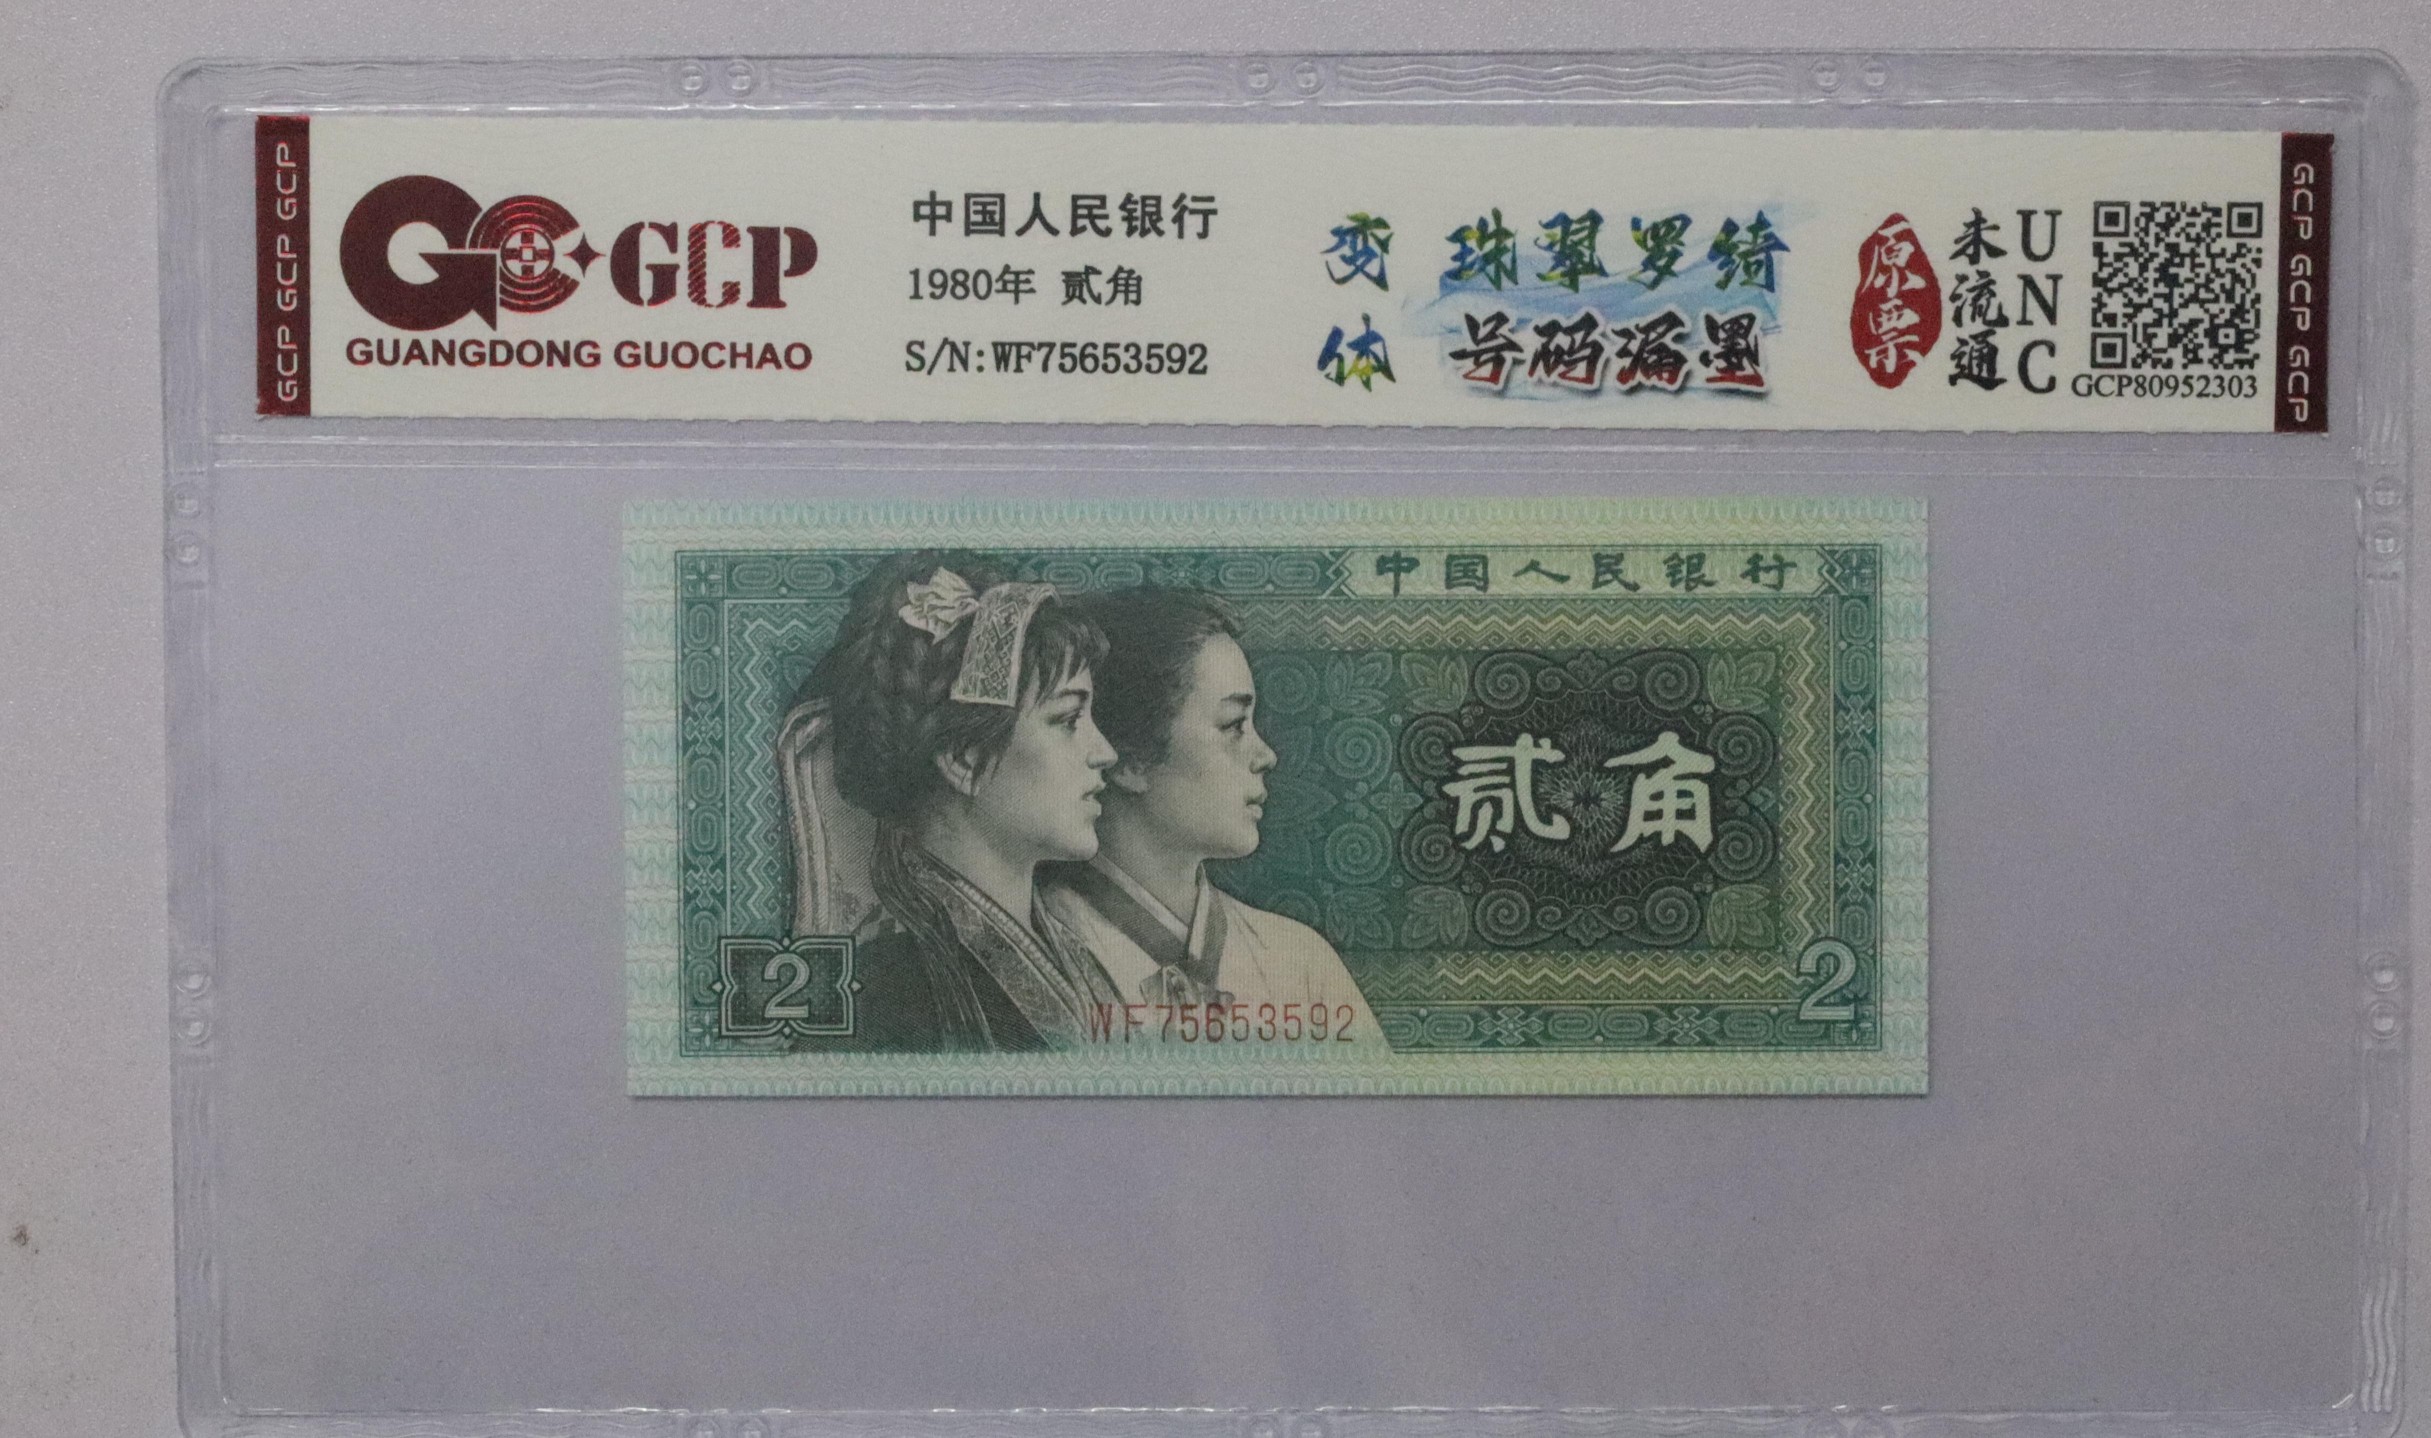 GCP GCP GCP
GCP
GUANGDONG GUOCHAO
中国人民银行
1980年 贰角
S/N:WF75653592
变体
珠翠罗绮
号码漏墨
原票
未流通
UNC
GCP80952303
GCP GCP GCP
中国人民银行
贰角
2
2
WF75653592